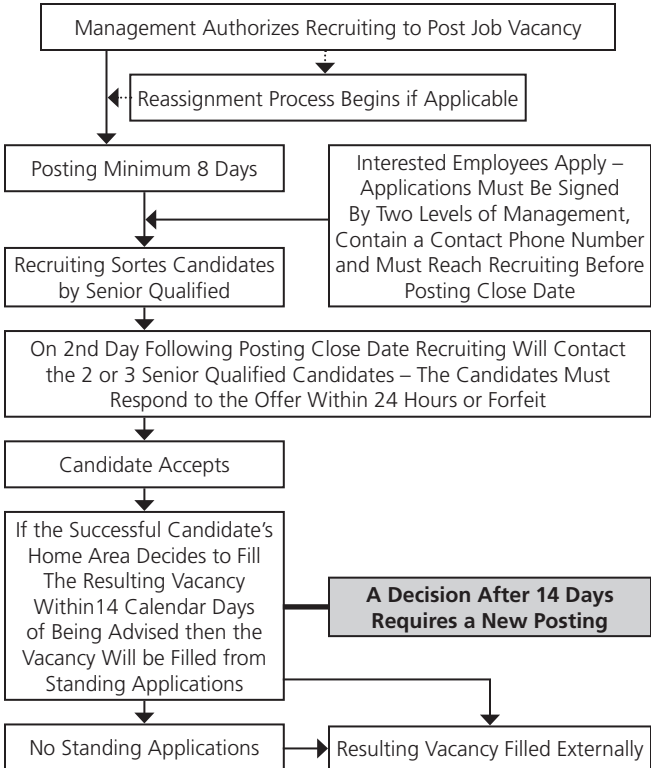 Management Authorizes Recruiting to Post Job Vacancy
Reassignment Process Begins if Applicable
Posting Minimum 8 Days
Interested Employees Apply –
Applications Must Be Signed
By Two Levels of Management,
Contain a Contact Phone Number
and Must Reach Recruiting Before
Posting Close Date
Recruiting Sortes Candidates
by Senior Qualified
On 2nd Day Following Posting Close Date Recruiting Will Contact
the 2 or 3 Senior Qualified Candidates – The Candidates Must
Respond to the Offer Within 24 Hours or Forfeit
Candidate Accepts
If the Successful Candidate's
Home Area Decides to Fill
The Resulting Vacancy
Within14 Calendar Days
of Being Advised then the
Vacancy Will be Filled from
Standing Applications
A Decision After 14 Days
Requires a New Posting
No Standing Applications
Resulting Vacancy Filled Externally